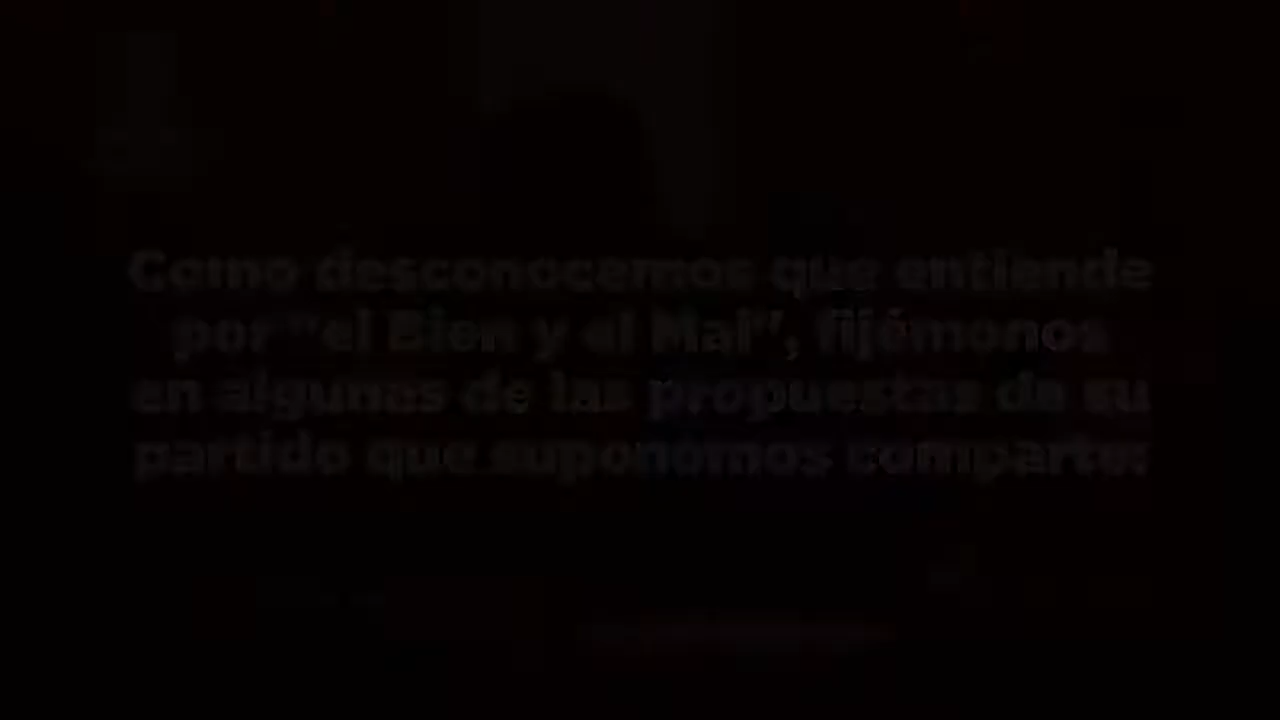 Como desconocemos que entiende
por "el Bien y el Mal", fijémonos
en algunas de las propuestas de su
partido que suponemos comparte: